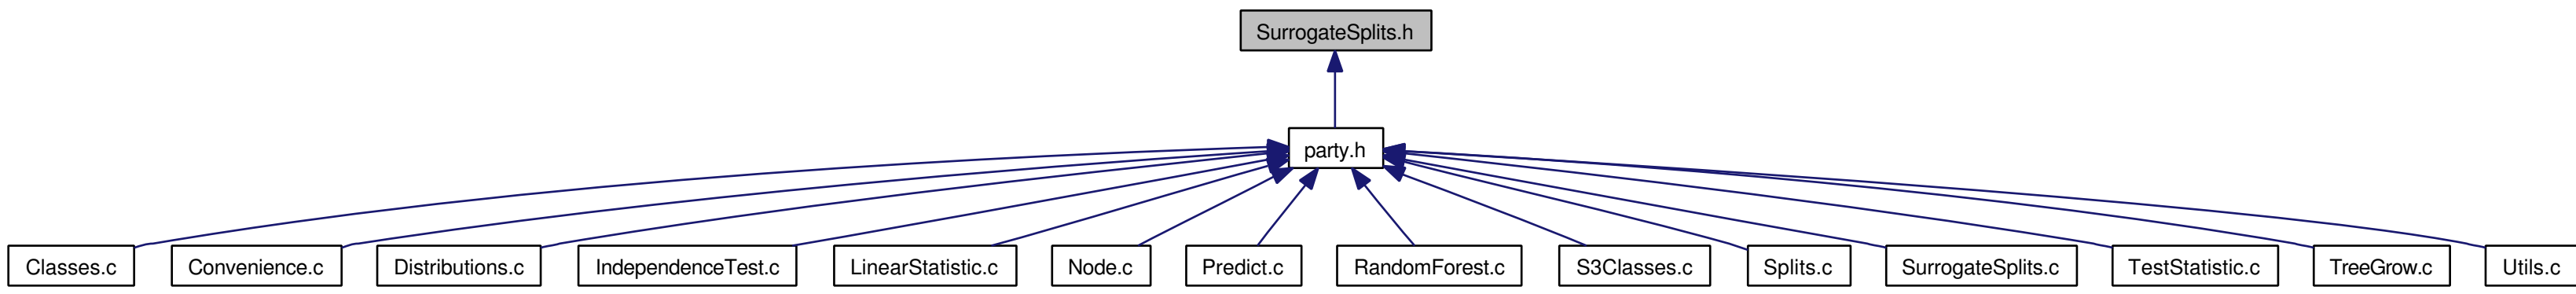 SurrogateSplits.h
party.h
Classes.c
Convenience.c
Distributions.c
IndependenceTest.c
LinearStatistic.c
Node.c
Predict.c
RandomForest.c
S3Classes.c
Splits.c
SurrogateSplits.c
TestStatistic.c
TreeGrow.c
Utils.c